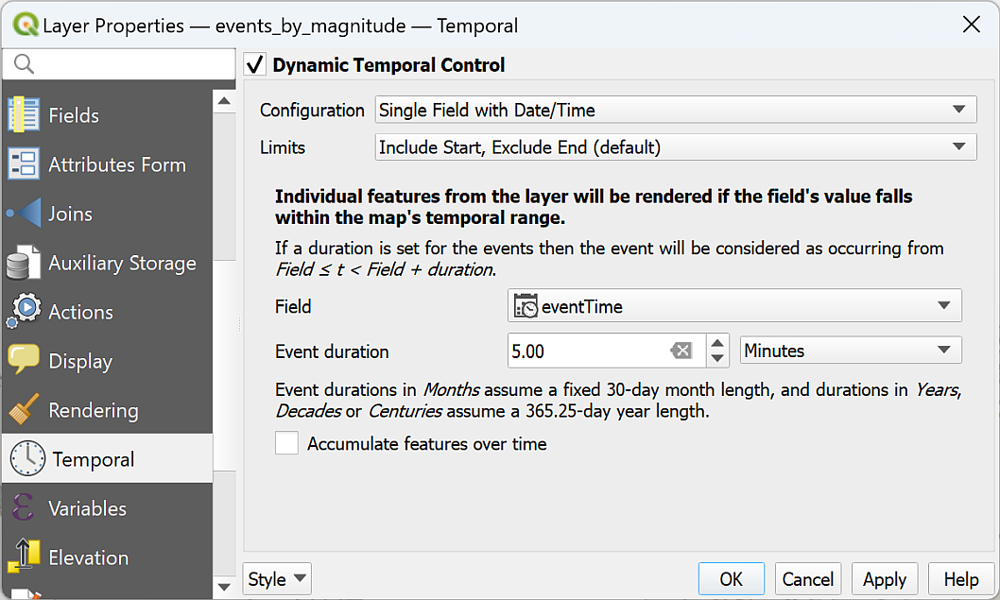 Layer Properties — events_by_magnitude — Temporal
Fields
Attributes Form
Joins
Auxiliary Storage
Actions
Display
Rendering
Temporal
Variables
Elevation
Dynamic Temporal Control
Configuration Single Field with Date/Time
Limits Include Start, Exclude End (default)
Individual features from the layer will be rendered if the field's value falls
within the map's temporal range.
If a duration is set for the events then the event will be considered as occurring from
Field ≤ t < Field + duration.
Field eventTime
Event duration 5.00 Minutes
Event durations in Months assume a fixed 30-day month length, and durations in Years,
Decades or Centuries assume a 365.25-day year length.
Accumulate features over time
Style OK Cancel Apply Help